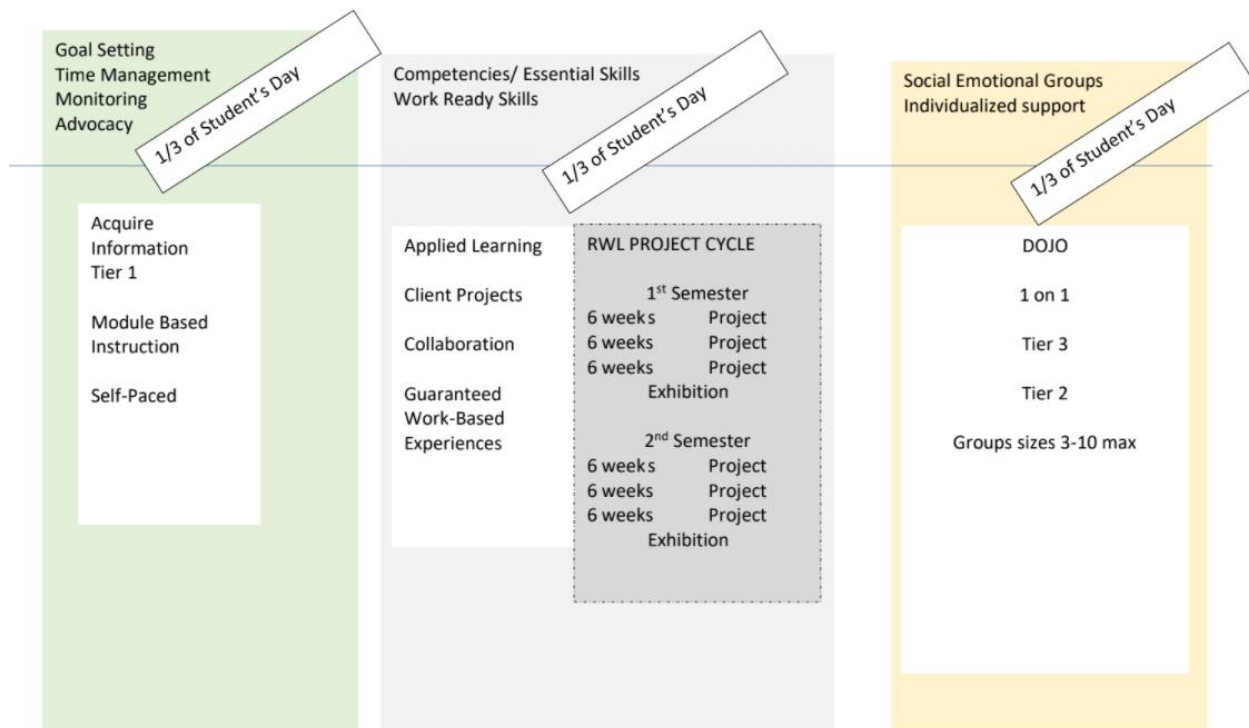 Goal Setting
Time Management
Monitoring
Advocacy
1/3 of Student's Day
Acquire
Information
Tier 1
Module Based
Instruction
Self-Paced
Competencies/ Essential Skills
Work Ready Skills
1/3 of Student's Day
Applied Learning
Client Projects
Collaboration
Guaranteed
Work-Based
Experiences
RWL PROJECT CYCLE
1st Semester
6 weeks Project
6 weeks Project
6 weeks Project
Exhibition
2nd Semester
6 weeks Project
6 weeks Project
6 weeks Project
Exhibition
Social Emotional Groups
Individualized support
1/3 of Student's Day
DOJO
1 on 1
Tier 3
Tier 2
Groups sizes 3-10 max